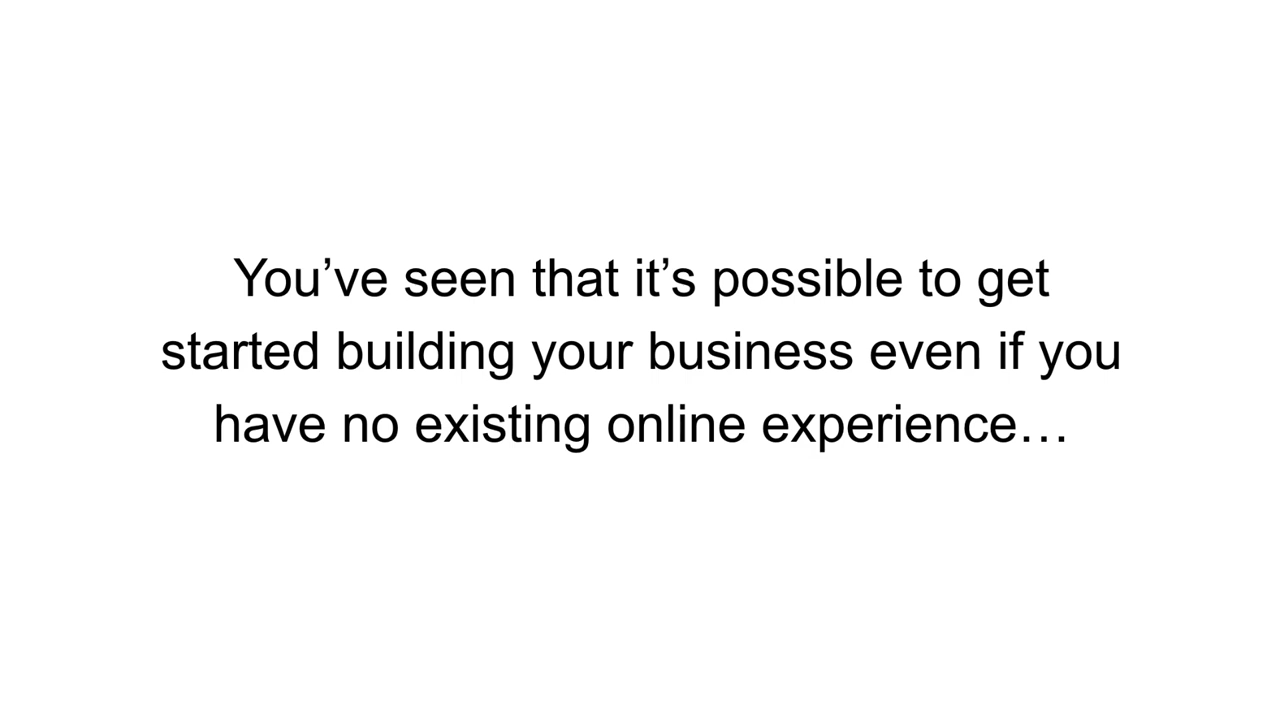 You’ve seen that it’s possible to get
started building your business even if you
have no existing online experience…